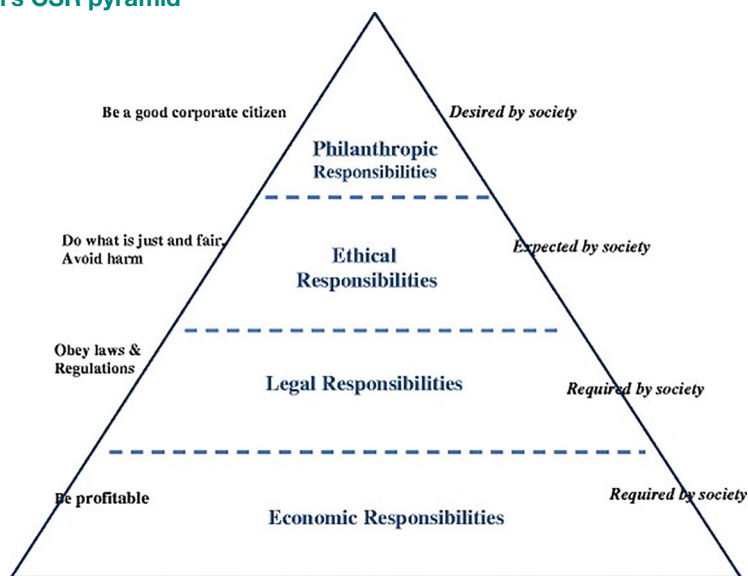 CSR pyramid
Be a good corporate citizen
Desired by society
Philanthropic
Responsibilities
Do what is just and fair,
Avoid harm
Expected by society
Ethical
Responsibilities
Obey laws &
Regulations
Legal Responsibilities
Required by society
Be profitable
Required by society
Economic Responsibilities